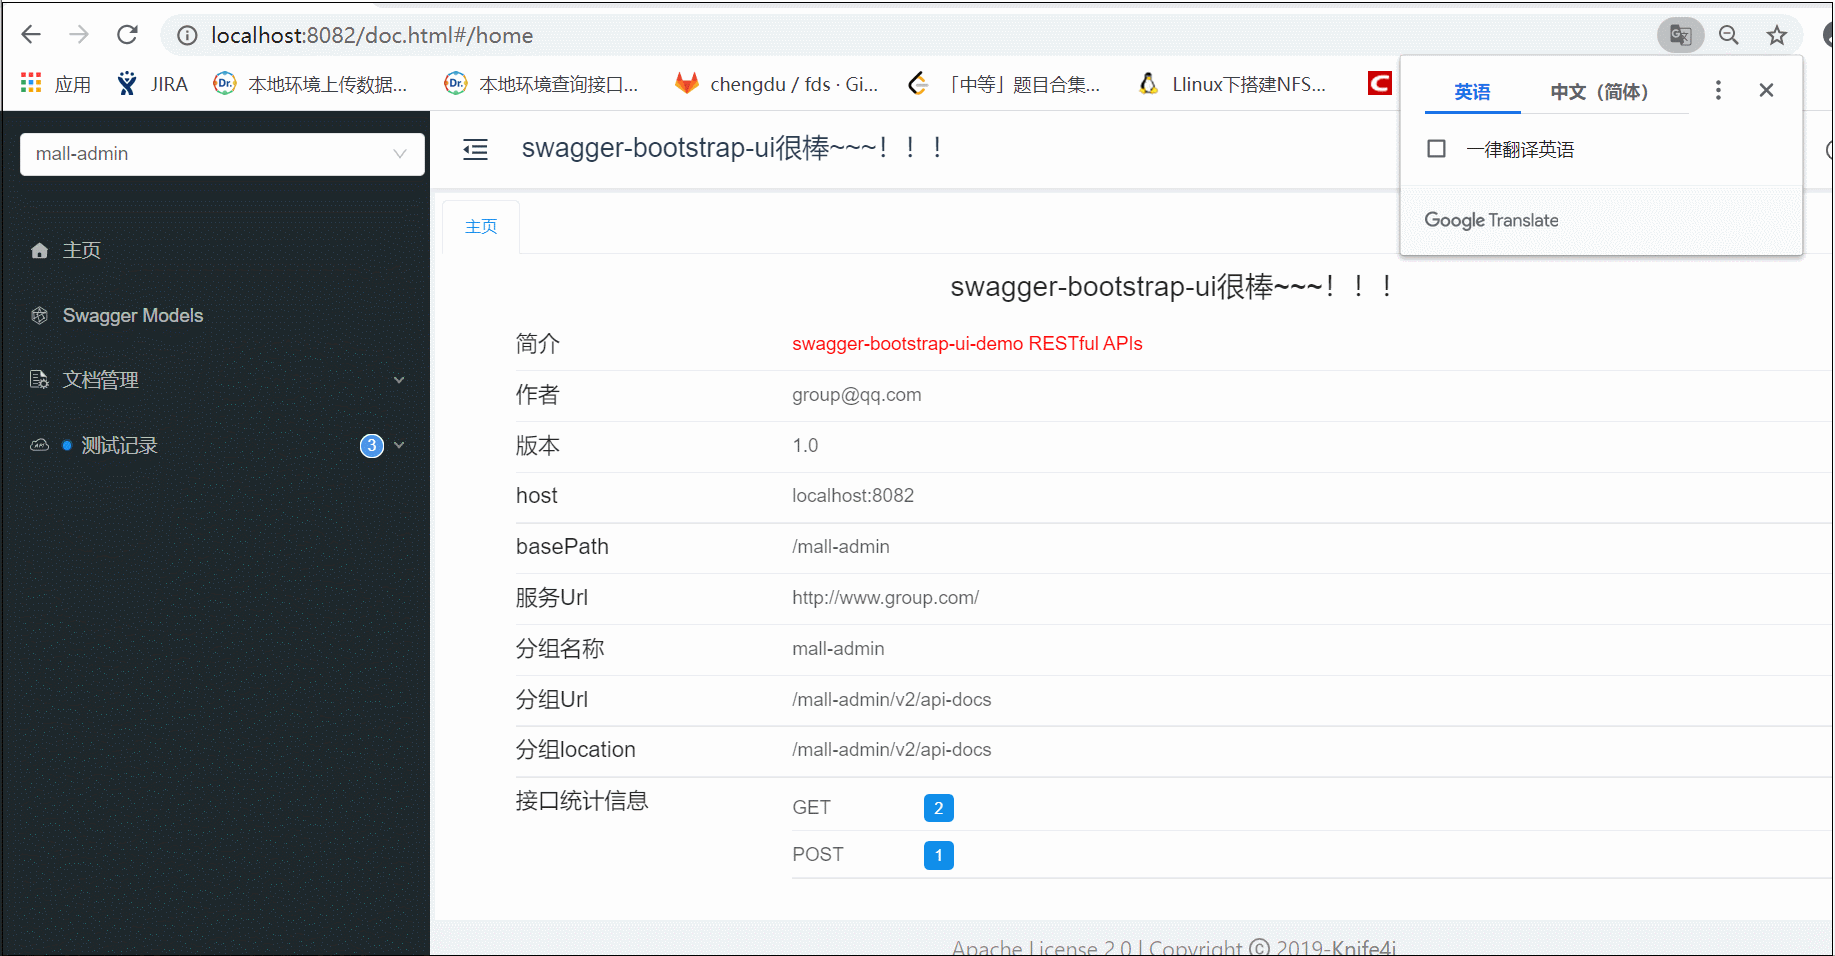 localhost:8082/doc.html#/home
应用 JIRA 本地环境上传数据... 本地环境查询接口... chengdu / fds · Gi... 「中等」题目合集... Llinux下搭建NFS...
英语 中文（简体）
一律翻译英语
Google Translate
mall-admin
swagger-bootstrap-ui很棒~~~！！！
主页
主页
Swagger Models
文档管理
测试记录 3
swagger-bootstrap-ui很棒~~~！！！
简介 swagger-bootstrap-ui-demo RESTful APIs
作者 group@qq.com
版本 1.0
host localhost:8082
basePath /mall-admin
服务Url http://www.group.com/
分组名称 mall-admin
分组Url /mall-admin/v2/api-docs
分组location /mall-admin/v2/api-docs
接口统计信息 GET 2
POST 1
Apache License 2.0 | Copyright ⓒ 2019-Knife4j